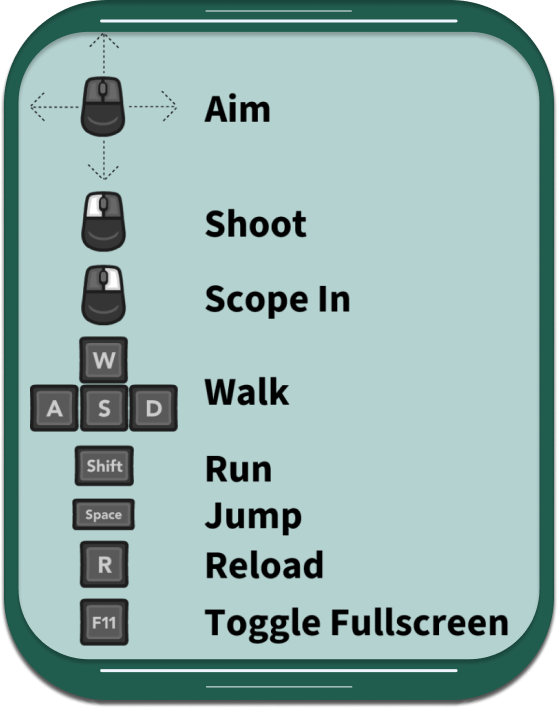 Aim
Shoot
Scope In
W
A S D
Walk
Shift Run
Space Jump
R Reload
F11 Toggle Fullscreen